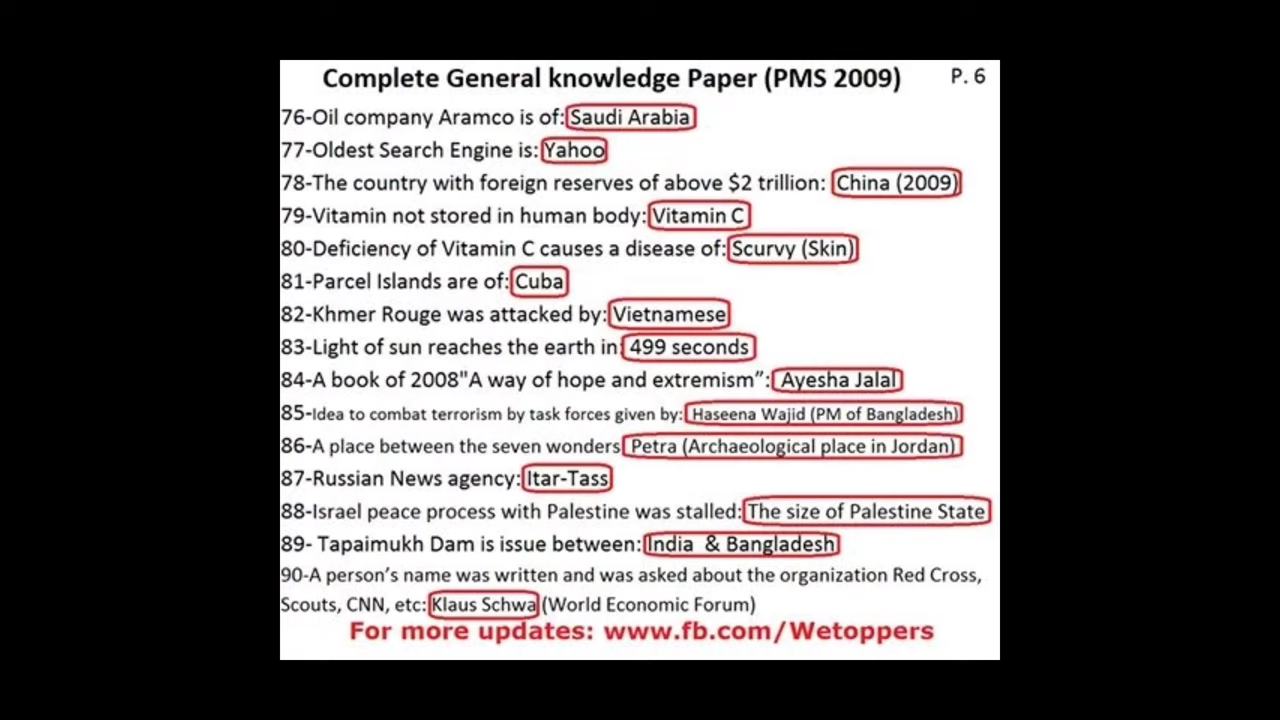 Complete General knowledge Paper (PMS 2009) P. 6
76-Oil company Aramco is of: Saudi Arabia
77-Oldest Search Engine is: Yahoo
78-The country with foreign reserves of above $2 trillion: China (2009)
79-Vitamin not stored in human body: Vitamin C
80-Deficiency of Vitamin C causes a disease of: Scurvy (Skin)
81-Parcel Islands are of: Cuba
82-Khmer Rouge was attacked by: Vietnamese
83-Light of sun reaches the earth in: 499 seconds
84-A book of 2008"A way of hope and extremism”: Ayesha Jalal
85-Idea to combat terrorism by task forces given by: Haseena Wajid (PM of Bangladesh)
86-A place between the seven wonders Petra (Archaeological place in Jordan)
87-Russian News agency: Itar-Tass
88-Israel peace process with Palestine was stalled: The size of Palestine State
89- Tapaimukh Dam is issue between: India & Bangladesh
90-A person’s name was written and was asked about the organization Red Cross,
Scouts, CNN, etc: Klaus Schwa (World Economic Forum)
For more updates: www.fb.com/Wetoppers